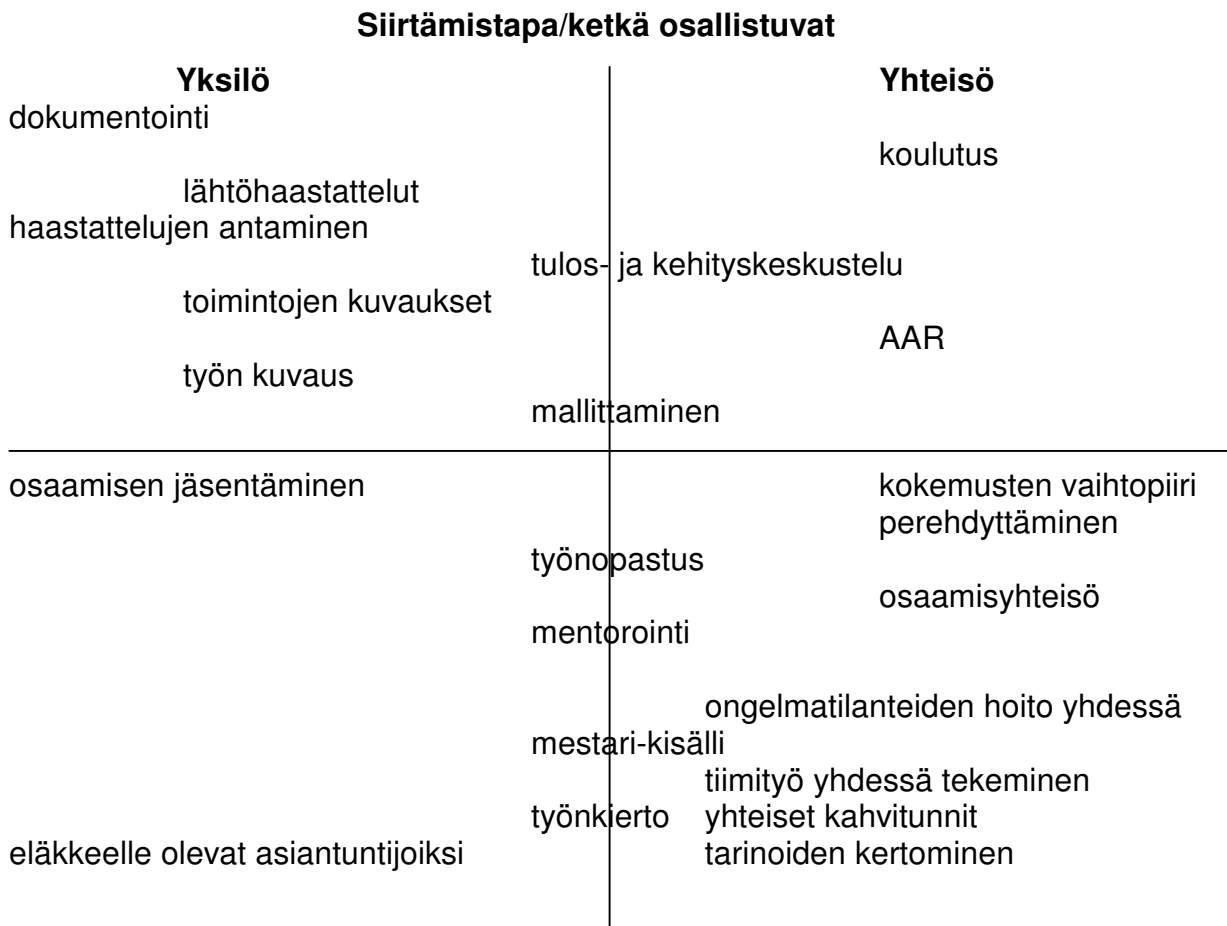 Siirtämistapa/ketkä osallistuvat
Yksilö Yhteisö
dokumentointi
koulutus
lähtöhaastattelut
haastattelujen antaminen
tulos- ja kehityskeskustelu
toimintojen kuvaukset
AAR
työn kuvaus
mallittaminen
osaamisen jäsentäminen kokemusten vaihtopiiri
perehdyttäminen
työnopastus
osaamisyhteisö
mentorointi
ongelmatilanteiden hoito yhdessä
mestari-kisälli
tiimityö yhdessä tekeminen
työnkierto yhteiset kahvitunnit
eläkkeelle olevat asiantuntijoiksi tarinoiden kertominen